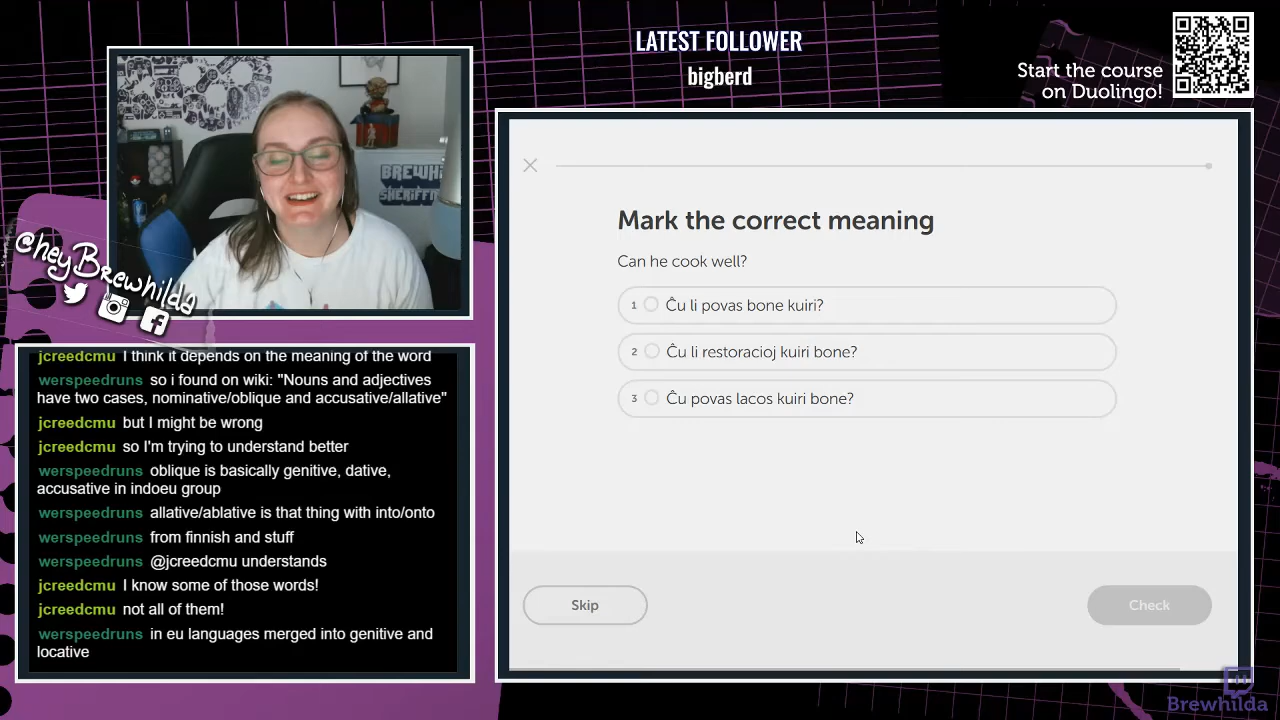 LATEST FOLLOWER
bigberd
Start the course
on Duolingo!
@heyBrewhilda
jcreedcmu I think it depends on the meaning of the word
werspeedruns so i found on wiki: "Nouns and adjectives
have two cases, nominative/oblique and accusative/allative"
jcreedcmu but I might be wrong
jcreedcmu so I'm trying to understand better
werspeedruns oblique is basically genitive, dative,
accusative in indoeu group
werspeedruns allative/ablative is that thing with into/onto
werspeedruns from finnish and stuff
werspeedruns @jcreedcmu understands
jcreedcmu I know some of those words!
jcreedcmu not all of them!
werspeedruns in eu languages merged into genitive and
locative
Mark the correct meaning
Can he cook well?
1 Ĉu li povas bone kuiri?
2 Ĉu li restoracioj kuiri bone?
3 Ĉu povas lacos kuiri bone?
Skip
Check
Brewhilda